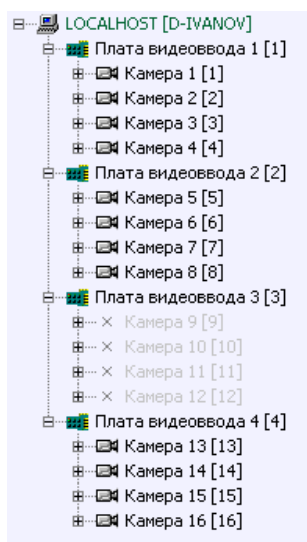 LOCALHOST [D-IVANOV]
Плата видеоввода 1 [1]
Камера 1 [1]
Камера 2 [2]
Камера 3 [3]
Камера 4 [4]
Плата видеоввода 2 [2]
Камера 5 [5]
Камера 6 [6]
Камера 7 [7]
Камера 8 [8]
Плата видеоввода 3 [3]
Камера 9 [9]
Камера 10 [10]
Камера 11 [11]
Камера 12 [12]
Плата видеоввода 4 [4]
Камера 13 [13]
Камера 14 [14]
Камера 15 [15]
Камера 16 [16]